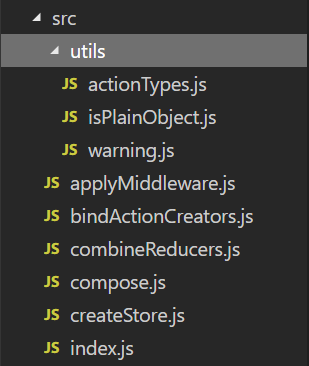 src
utils
JS actionTypes.js
JS isPlainObject.js
JS warning.js
JS applyMiddleware.js
JS bindActionCreators.js
JS combineReducers.js
JS compose.js
JS createStore.js
JS index.js